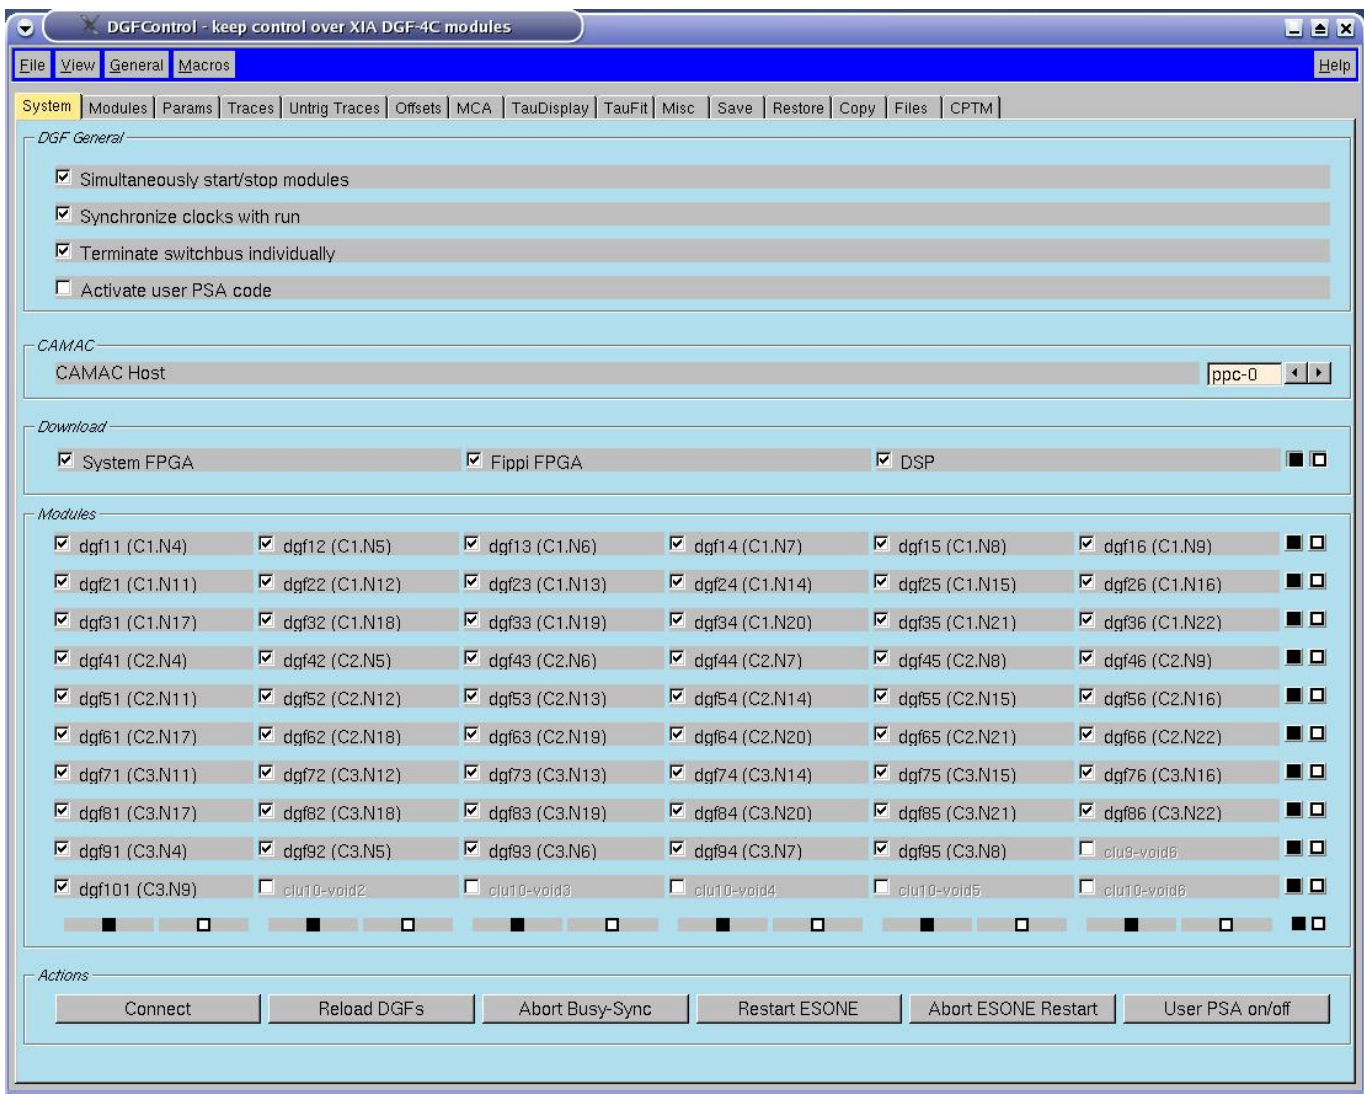 DGFControl - keep control over XIA DGF-4C modules
File View General Macros Help
System Modules Params Traces Untrig Traces Offsets MCA TauDisplay TauFit Misc Save Restore Copy Files CPTM
DGF General
Simultaneously start/stop modules
Synchronize clocks with run
Terminate switchbus individually
Activate user PSA code
CAMAC
CAMAC Host ppc-0
Download
System FPGA Fippi FPGA DSP
Modules
dgf11 (C1.N4) dgf12 (C1.N5) dgf13 (C1.N6) dgf14 (C1.N7) dgf15 (C1.N8) dgf16 (C1.N9)
dgf21 (C1.N11) dgf22 (C1.N12) dgf23 (C1.N13) dgf24 (C1.N14) dgf25 (C1.N15) dgf26 (C1.N16)
dgf31 (C1.N17) dgf32 (C1.N18) dgf33 (C1.N19) dgf34 (C1.N20) dgf35 (C1.N21) dgf36 (C1.N22)
dgf41 (C2.N4) dgf42 (C2.N5) dgf43 (C2.N6) dgf44 (C2.N7) dgf45 (C2.N8) dgf46 (C2.N9)
dgf51 (C2.N11) dgf52 (C2.N12) dgf53 (C2.N13) dgf54 (C2.N14) dgf55 (C2.N15) dgf56 (C2.N16)
dgf61 (C2.N17) dgf62 (C2.N18) dgf63 (C2.N19) dgf64 (C2.N20) dgf65 (C2.N21) dgf66 (C2.N22)
dgf71 (C3.N11) dgf72 (C3.N12) dgf73 (C3.N13) dgf74 (C3.N14) dgf75 (C3.N15) dgf76 (C3.N16)
dgf81 (C3.N17) dgf82 (C3.N18) dgf83 (C3.N19) dgf84 (C3.N20) dgf85 (C3.N21) dgf86 (C3.N22)
dgf91 (C3.N4) dgf92 (C3.N5) dgf93 (C3.N6) dgf94 (C3.N7) dgf95 (C3.N8) clu9-void6
dgf101 (C3.N9) clu10-void2 clu10-void3 clu10-void4 clu10-void5 clu10-void6
Actions
Connect Reload DGFs Abort Busy-Sync Restart ESONE Abort ESONE Restart User PSA on/off